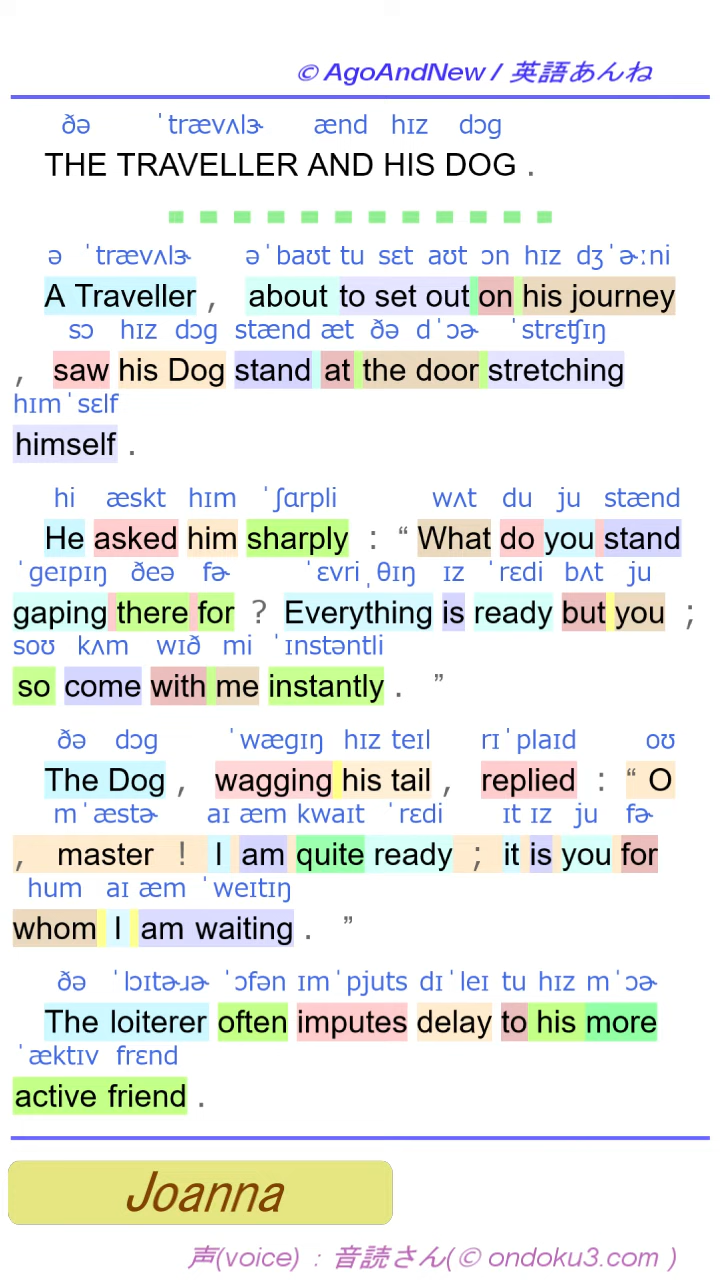 © AgoAndNew / 英語あんね
ðə ˈtrævʌlɝ ænd hɪz dɔg
THE TRAVELLER AND HIS DOG .
ə ˈtrævʌlɝ əˈbaʊt tu sɛt aʊt ɔn hɪz dʒˈɚːni
A Traveller , about to set out on his journey
sɔ hɪz dɔg stænd æt ðə dˈɔɚ ˈstrɛʧɪŋ
, saw his Dog stand at the door stretching
hɪmˈsɛlf
himself .
hi æskt hɪm ˈʃɑrpli wʌt du ju stænd
He asked him sharply : “ What do you stand
ˈgeɪpɪŋ ðeə fɚ ˈɛvriˌθɪŋ ɪz ˈrɛdi bʌt ju
gaping there for ? Everything is ready but you ;
soʊ kʌm wɪð mi ˈɪnstəntli
so come with me instantly . ”
ðə dɔg ˈwægɪŋ hɪz teɪl rɪˈplaɪd oʊ
The Dog , wagging his tail , replied : “ O
mˈæstɚ aɪ æm kwaɪt ˈrɛdi ɪt ɪz ju fɚ
, master ! I am quite ready ; it is you for
hum aɪ æm ˈweɪtɪŋ
whom I am waiting . ”
ðə ˈlɔɪtɚɹɚ ˈɔfən ɪmˈpjuts dɪˈleɪ tu hɪz mˈɔɚ
The loiterer often imputes delay to his more
ˈæktɪv frɛnd
active friend .
Joanna
声(voice) : 音読さん(© ondoku3.com )